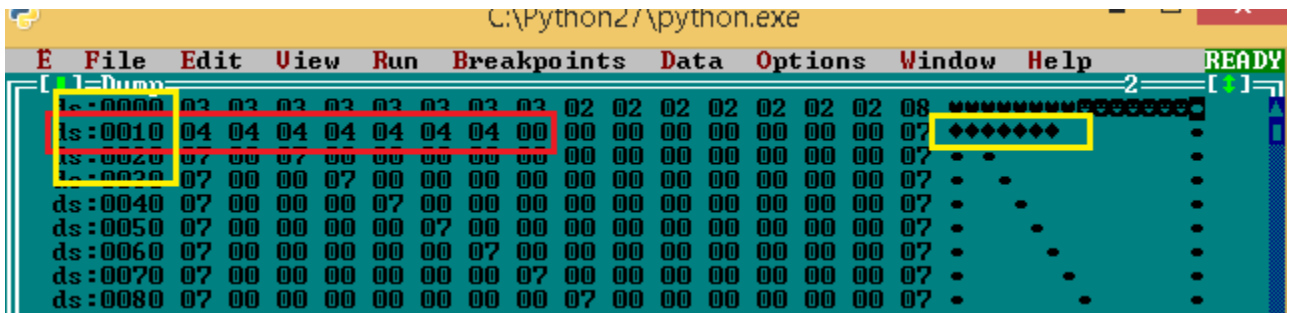 C:\Python27\python.exe
Ë File Edit View Run Breakpoints Data Options Window Help READY
[ ]=Dump 2 [↕]
ds:0000 03 03 03 03 03 03 03 03 02 02 02 02 02 02 02 08 ♥♥♥♥♥♥♥♥☻☻☻☻☻☻☻◘
ds:0010 04 04 04 04 04 04 04 00 00 00 00 00 00 00 00 07 ♦♦♦♦♦♦♦ •
ds:0020 07 00 07 00 00 00 00 00 00 00 00 00 00 00 00 07 • • •
ds:0030 07 00 00 07 00 00 00 00 00 00 00 00 00 00 00 07 • • •
ds:0040 07 00 00 00 07 00 00 00 00 00 00 00 00 00 00 07 • • •
ds:0050 07 00 00 00 00 07 00 00 00 00 00 00 00 00 00 07 • • •
ds:0060 07 00 00 00 00 00 07 00 00 00 00 00 00 00 00 07 • • •
ds:0070 07 00 00 00 00 00 00 07 00 00 00 00 00 00 00 07 • • •
ds:0080 07 00 00 00 00 00 00 00 07 00 00 00 00 00 00 07 • • •